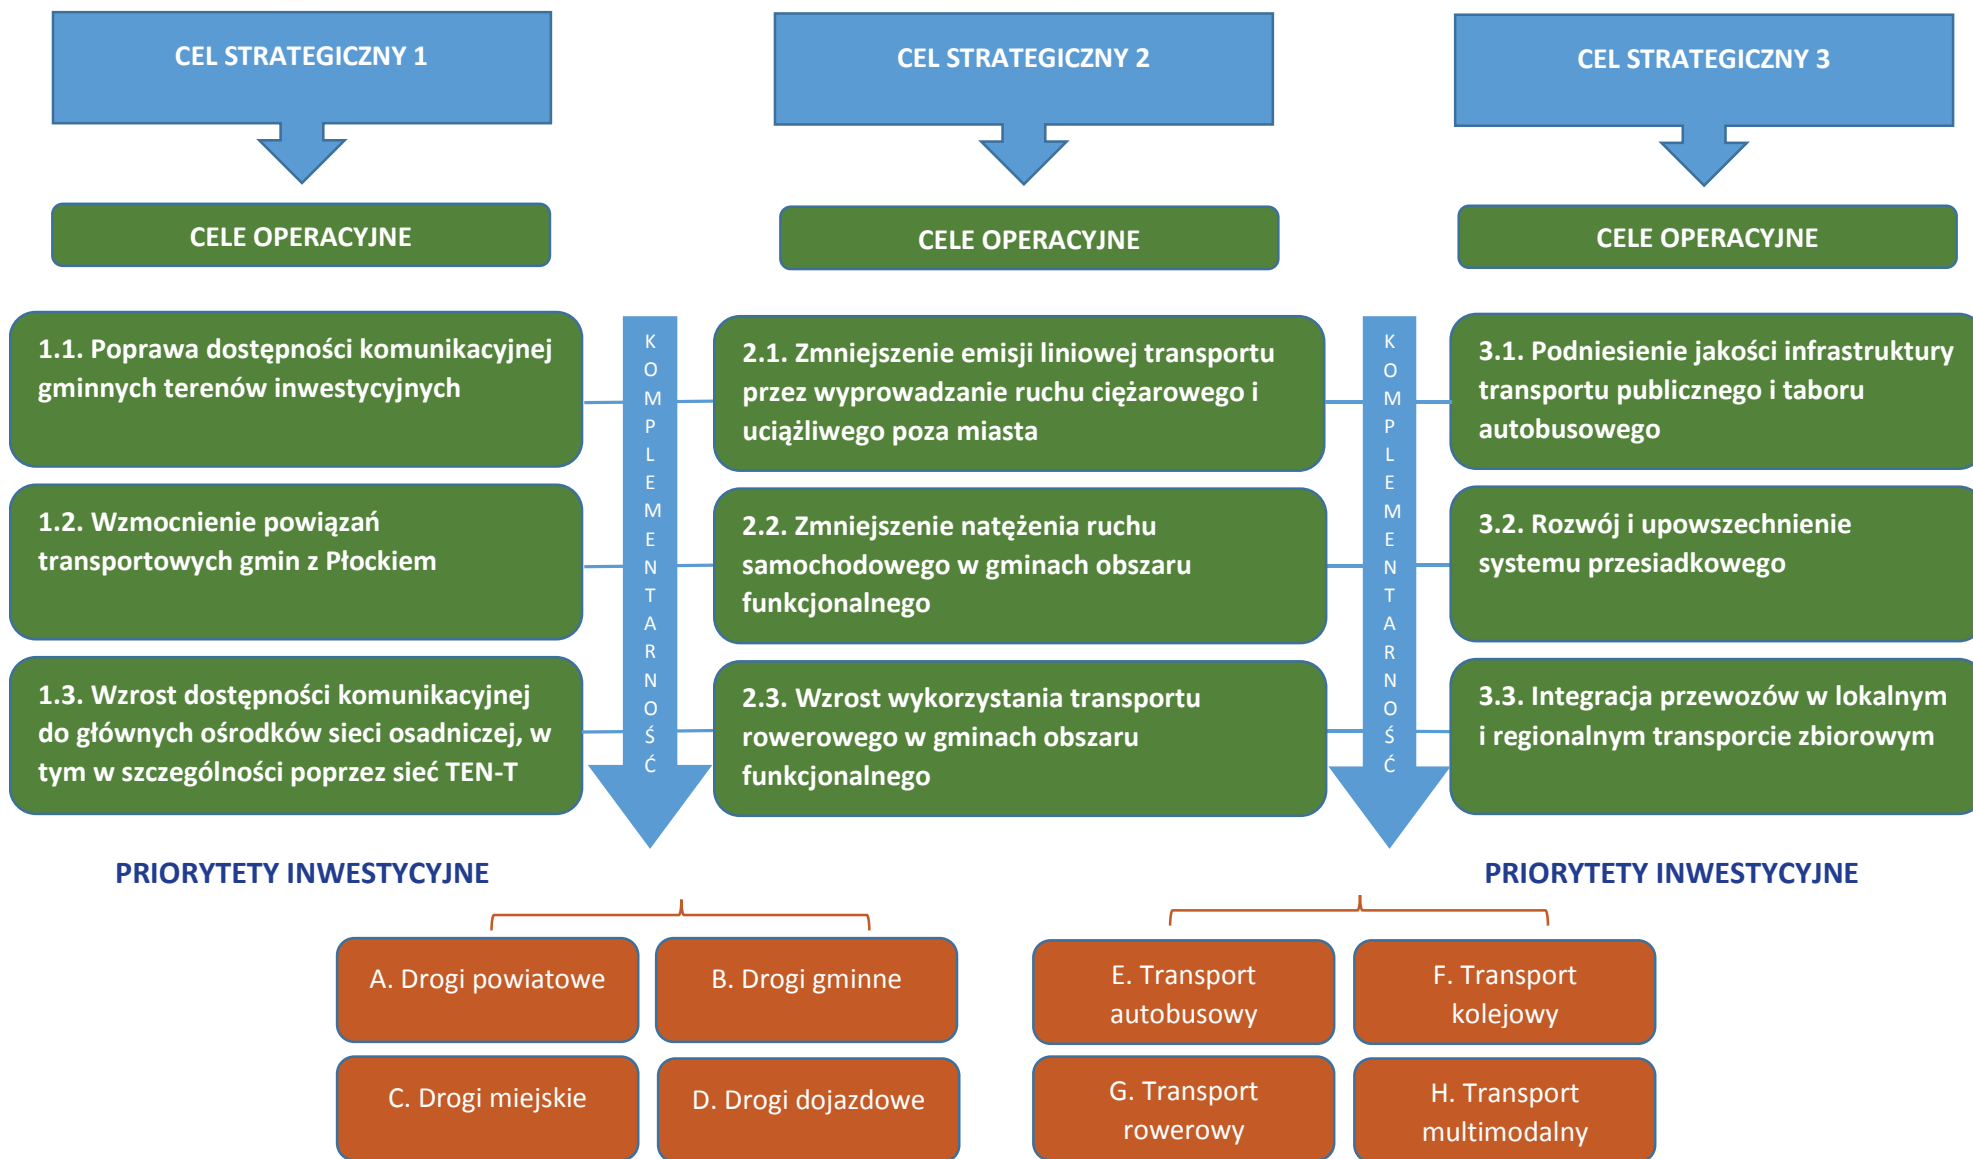 CEL STRATEGICZNY 1
CEL STRATEGICZNY 2
CEL STRATEGICZNY 3
CELE OPERACYJNE
CELE OPERACYJNE
CELE OPERACYJNE
1.1. Poprawa dostępności komunikacyjnej
gminnych terenów inwestycyjnych
KOMPLEMENTARNOŚĆ
2.1. Zmniejszenie emisji liniowej transportu
przez wyprowadzanie ruchu ciężarowego i
uciążliwego poza miasta
KOMPLEMENTARNOŚĆ
3.1. Podniesienie jakości infrastruktury
transportu publicznego i taboru
autobusowego
1.2. Wzmocnienie powiązań
transportowych gmin z Płockiem
2.2. Zmniejszenie natężenia ruchu
samochodowego w gminach obszaru
funkcjonalnego
3.2. Rozwój i upowszechnienie
systemu przesiadkowego
1.3. Wzrost dostępności komunikacyjnej
do głównych ośrodków sieci osadniczej, w
tym w szczególności poprzez sieć TEN-T
2.3. Wzrost wykorzystania transportu
rowerowego w gminach obszaru
funkcjonalnego
3.3. Integracja przewozów w lokalnym
i regionalnym transporcie zbiorowym
PRIORYTETY INWESTYCYJNE
PRIORYTETY INWESTYCYJNE
A. Drogi powiatowe
B. Drogi gminne
E. Transport
autobusowy
F. Transport
kolejowy
C. Drogi miejskie
D. Drogi dojazdowe
G. Transport
rowerowy
H. Transport
multimodalny